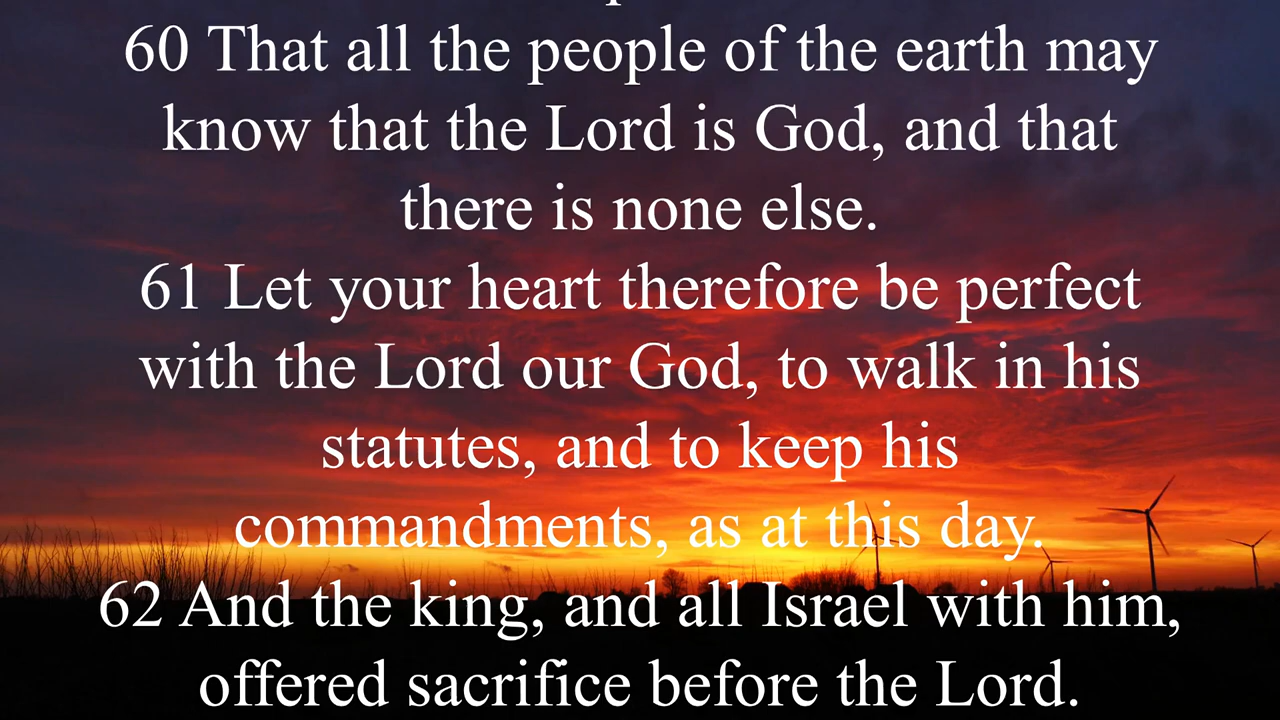 60 That all the people of the earth may
know that the Lord is God, and that
there is none else.
61 Let your heart therefore be perfect
with the Lord our God, to walk in his
statutes, and to keep his
commandments, as at this day.
62 And the king, and all Israel with him,
offered sacrifice before the Lord.